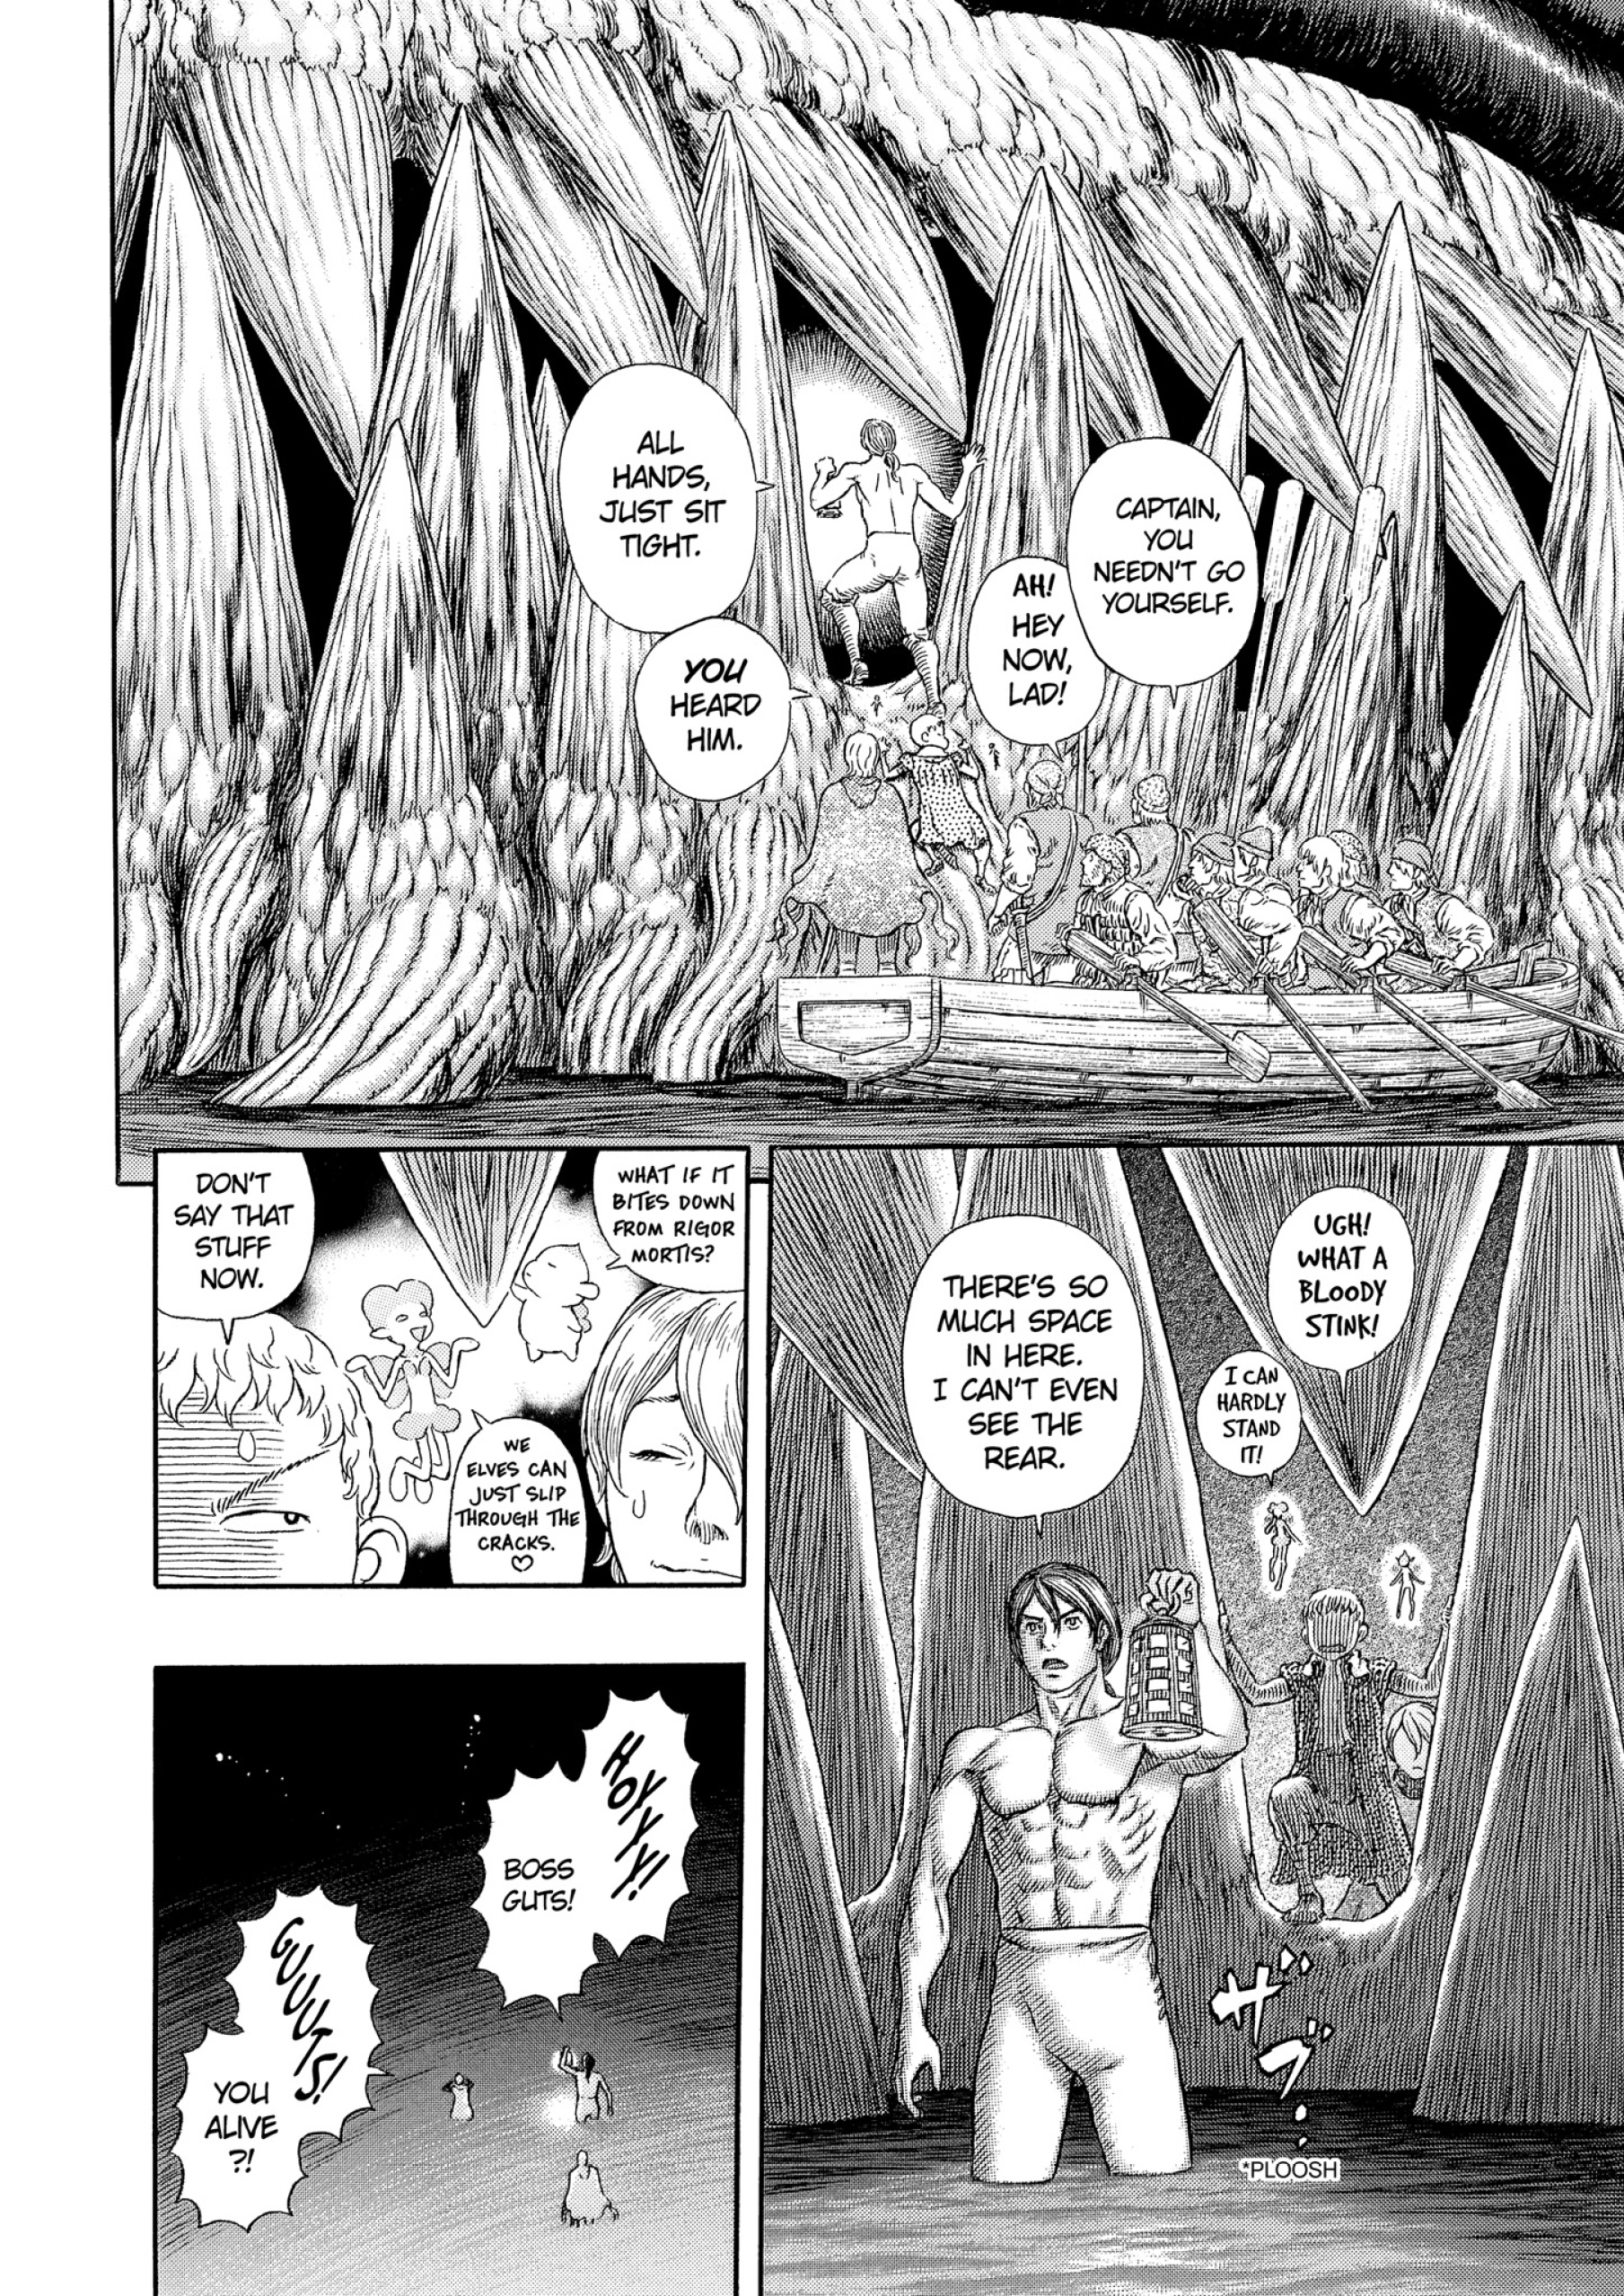 CAPTAIN,
YOU
NEEDN'T GO
YOURSELF.
AH!
HEY
NOW,
LAD!
ALL
HANDS,
JUST SIT
TIGHT.
YOU
HEARD
HIM.
UGH!
WHAT A
BLOODY
STINK!
I CAN
HARDLY
STAND
IT!
THERE'S SO
MUCH SPACE
IN HERE.
I CAN'T EVEN
SEE THE
REAR.
ザブ
*PLOOSH
WHAT IF IT
BITES DOWN
FROM RIGOR
MORTIS?
WE
ELVES CAN
JUST SLIP
THROUGH THE
CRACKS.
♡
DON'T
SAY THAT
STUFF
NOW.
HOYYY!!
BOSS
GUTS!
GUUUTS!
YOU
ALIVE
?!